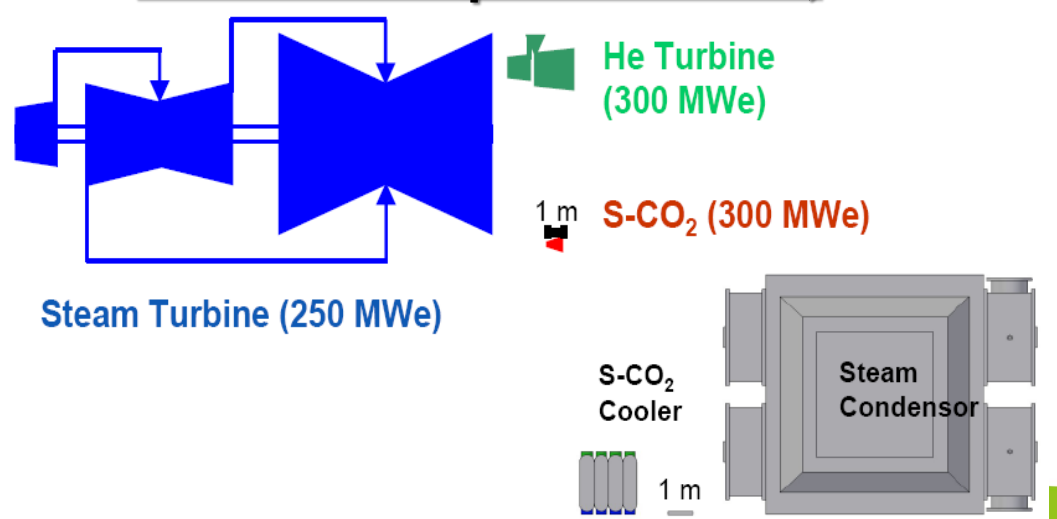 He Turbine
(300 MWe)
1 m
S-CO₂ (300 MWe)
Steam Turbine (250 MWe)
S-CO₂
Cooler
Steam
Condensor
1 m